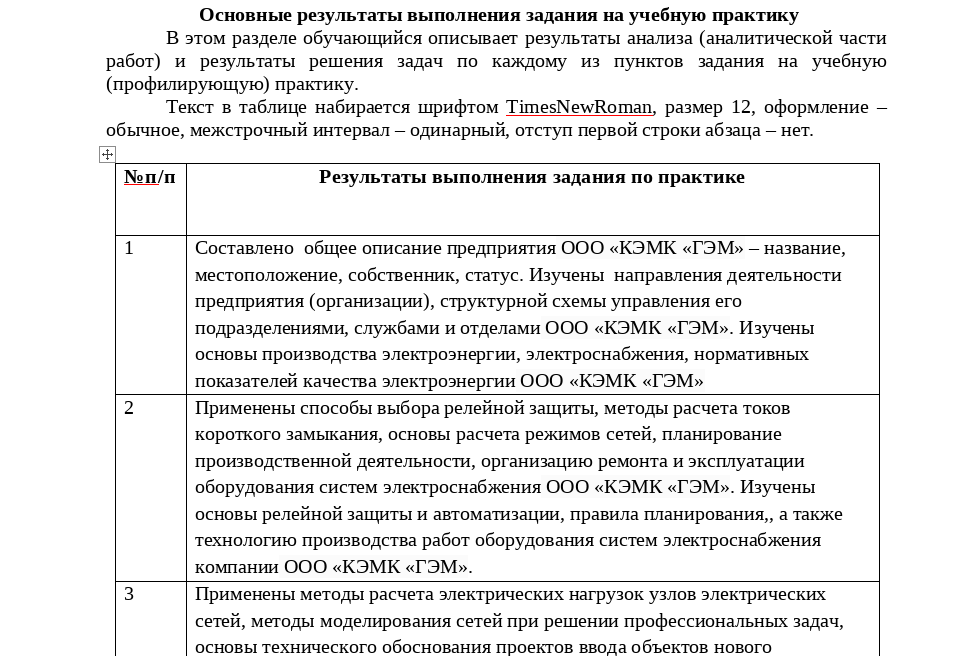 Основные результаты выполнения задания на учебную практику
В этом разделе обучающийся описывает результаты анализа (аналитической части
работ) и результаты решения задач по каждому из пунктов задания на учебную
(профилирующую) практику.
Текст в таблице набирается шрифтом TimesNewRoman, размер 12, оформление –
обычное, межстрочный интервал – одинарный, отступ первой строки абзаца – нет.
№п/п
Результаты выполнения задания по практике
1
Составлено  общее описание предприятия ООО «КЭМК «ГЭМ» – название,
местоположение, собственник, статус. Изучены  направления деятельности
предприятия (организации), структурной схемы управления его
подразделениями, службами и отделами ООО «КЭМК «ГЭМ». Изучены
основы производства электроэнергии, электроснабжения, нормативных
показателей качества электроэнергии ООО «КЭМК «ГЭМ»
2
Применены способы выбора релейной защиты, методы расчета токов
короткого замыкания, основы расчета режимов сетей, планирование
производственной деятельности, организацию ремонта и эксплуатации
оборудования систем электроснабжения ООО «КЭМК «ГЭМ». Изучены
основы релейной защиты и автоматизации, правила планирования,, а также
технологию производства работ оборудования систем электроснабжения
компании ООО «КЭМК «ГЭМ».
3
Применены методы расчета электрических нагрузок узлов электрических
сетей, методы моделирования сетей при решении профессиональных задач,
основы технического обоснования проектов ввода объектов нового